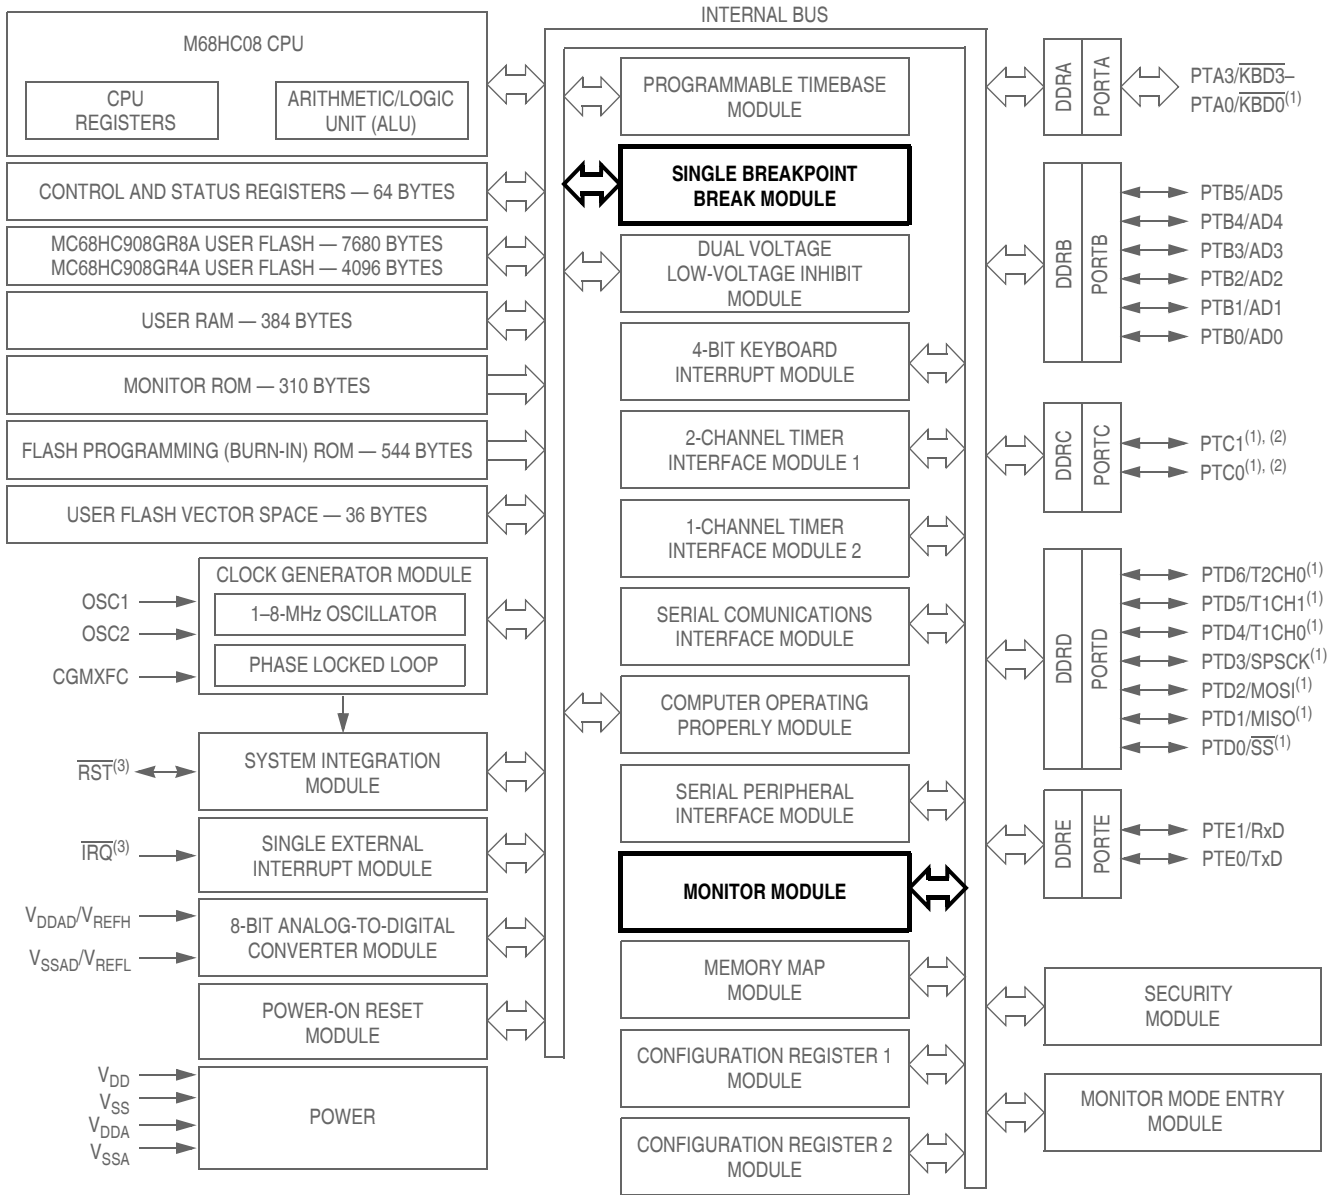 INTERNAL BUS
M68HC08 CPU
CPU
REGISTERS
ARITHMETIC/LOGIC
UNIT (ALU)
CONTROL AND STATUS REGISTERS — 64 BYTES
MC68HC908GR8A USER FLASH — 7680 BYTES
MC68HC908GR4A USER FLASH — 4096 BYTES
USER RAM — 384 BYTES
MONITOR ROM — 310 BYTES
FLASH PROGRAMMING (BURN-IN) ROM — 544 BYTES
USER FLASH VECTOR SPACE — 36 BYTES
CLOCK GENERATOR MODULE
1–8-MHz OSCILLATOR
PHASE LOCKED LOOP
OSC1
OSC2
CGMXFC
SYSTEM INTEGRATION
MODULE
RST(3)
SINGLE EXTERNAL
INTERRUPT MODULE
IRQ(3)
8-BIT ANALOG-TO-DIGITAL
CONVERTER MODULE
VDDAD/VREFH
VSSAD/VREFL
POWER-ON RESET
MODULE
POWER
VDD
VSS
VDDA
VSSA
PROGRAMMABLE TIMEBASE
MODULE
SINGLE BREAKPOINT
BREAK MODULE
DUAL VOLTAGE
LOW-VOLTAGE INHIBIT
MODULE
4-BIT KEYBOARD
INTERRUPT MODULE
2-CHANNEL TIMER
INTERFACE MODULE 1
1-CHANNEL TIMER
INTERFACE MODULE 2
SERIAL COMUNICATIONS
INTERFACE MODULE
COMPUTER OPERATING
PROPERLY MODULE
SERIAL PERIPHERAL
INTERFACE MODULE
MONITOR MODULE
MEMORY MAP
MODULE
CONFIGURATION REGISTER 1
MODULE
CONFIGURATION REGISTER 2
MODULE
DDRA
PORTA
PTA3/KBD3–
PTA0/KBD0(1)
DDRB
PORTB
PTB5/AD5
PTB4/AD4
PTB3/AD3
PTB2/AD2
PTB1/AD1
PTB0/AD0
DDRC
PORTC
PTC1(1), (2)
PTC0(1), (2)
DDRD
PORTD
PTD6/T2CH0(1)
PTD5/T1CH1(1)
PTD4/T1CH0(1)
PTD3/SPSCK(1)
PTD2/MOSI(1)
PTD1/MISO(1)
PTD0/SS(1)
DDRE
PORTE
PTE1/RxD
PTE0/TxD
SECURITY
MODULE
MONITOR MODE ENTRY
MODULE